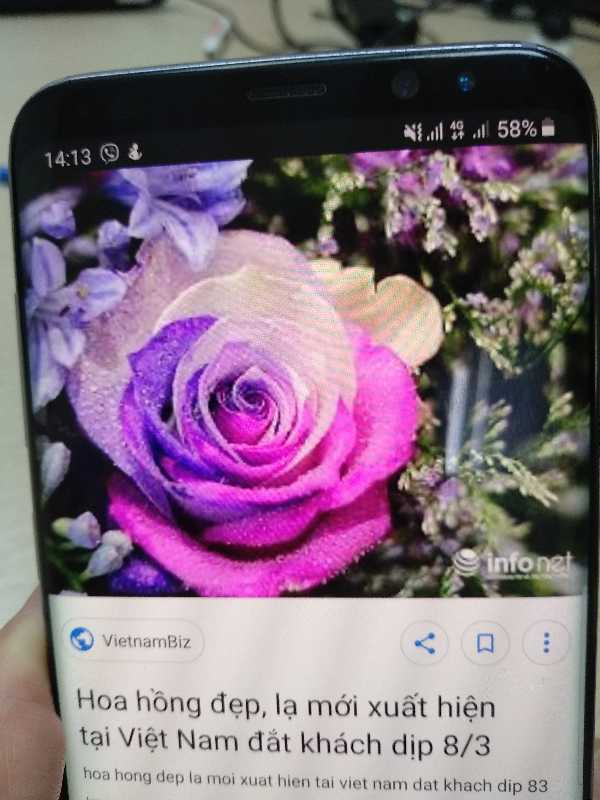 14:13
4G 58%
infonet
VietnamBiz
Hoa hồng đẹp, lạ mới xuất hiện
tại Việt Nam đắt khách dịp 8/3
hoa hong dep la moi xuat hien tai viet nam dat khach dip 83